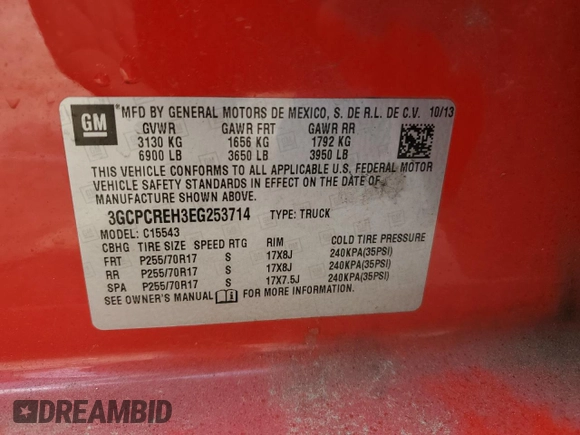 GM
*MFD BY GENERAL MOTORS DE MEXICO, S. DE R.L. DE C.V. 10/13
GVWR GAWR FRT GAWR RR
3130 KG 1656 KG 1792 KG
6900 LB 3650 LB 3950 LB
THIS VEHICLE CONFORMS TO ALL APPLICABLE U.S. FEDERAL MOTOR
VEHICLE SAFETY STANDARDS IN EFFECT ON THE DATE OF
MANUFACTURE SHOWN ABOVE.
3GCPCREH3EG253714 TYPE: TRUCK
MODEL: C15543
CBHG TIRE SIZE SPEED RTG RIM COLD TIRE PRESSURE
FRT P255/70R17 S 17X8J 240KPA(35PSI)
RR P255/70R17 S 17X8J 240KPA(35PSI)
SPA P255/70R17 S 17X7.5J 240KPA(35PSI)
SEE OWNER'S MANUAL FOR MORE INFORMATION.
DREAMBID